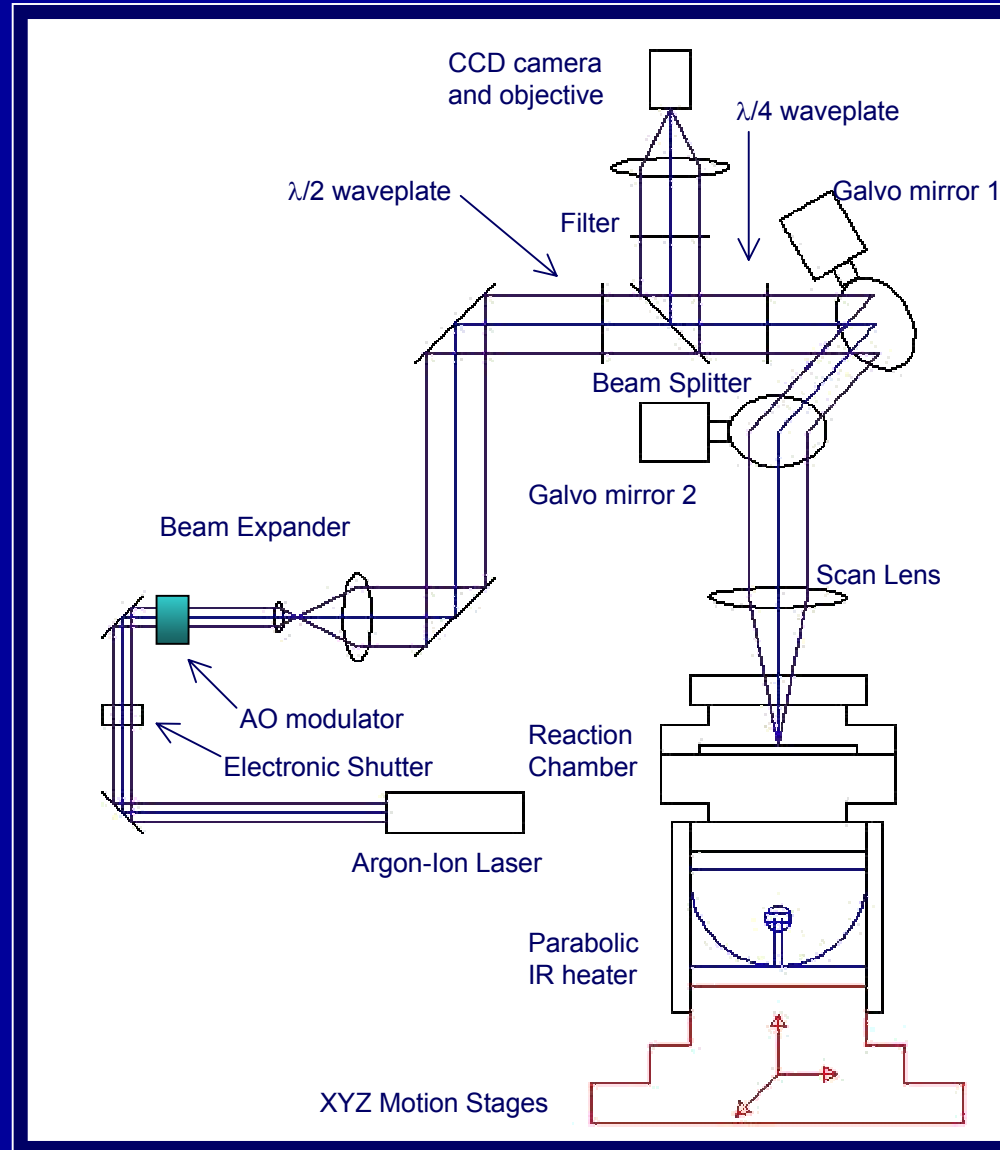 CCD camera
and objective
λ/4 waveplate
λ/2 waveplate
Galvo mirror 1
Filter
Beam Splitter
Galvo mirror 2
Beam Expander
Scan Lens
AO modulator
Reaction
Chamber
Electronic Shutter
Argon-Ion Laser
Parabolic
IR heater
XYZ Motion Stages